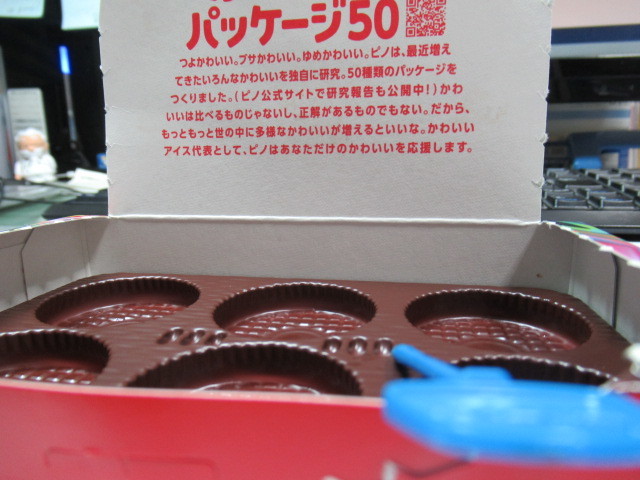 パッケージ50
つよかわいい。ブサかわいい。ゆめかわいい。ピノは、最近増え
てきたいろんなかわいいを独自に研究。50種類のパッケージを
つくりました。(ピノ公式サイトで研究報告も公開中!)かわ
いいは比べるものじゃないし、正解があるものでもない。だから、
もっともっと世の中に多様なかわいいが増えるといいな。かわいい
アイス代表として、ピノはあなただけのかわいいを応援します。